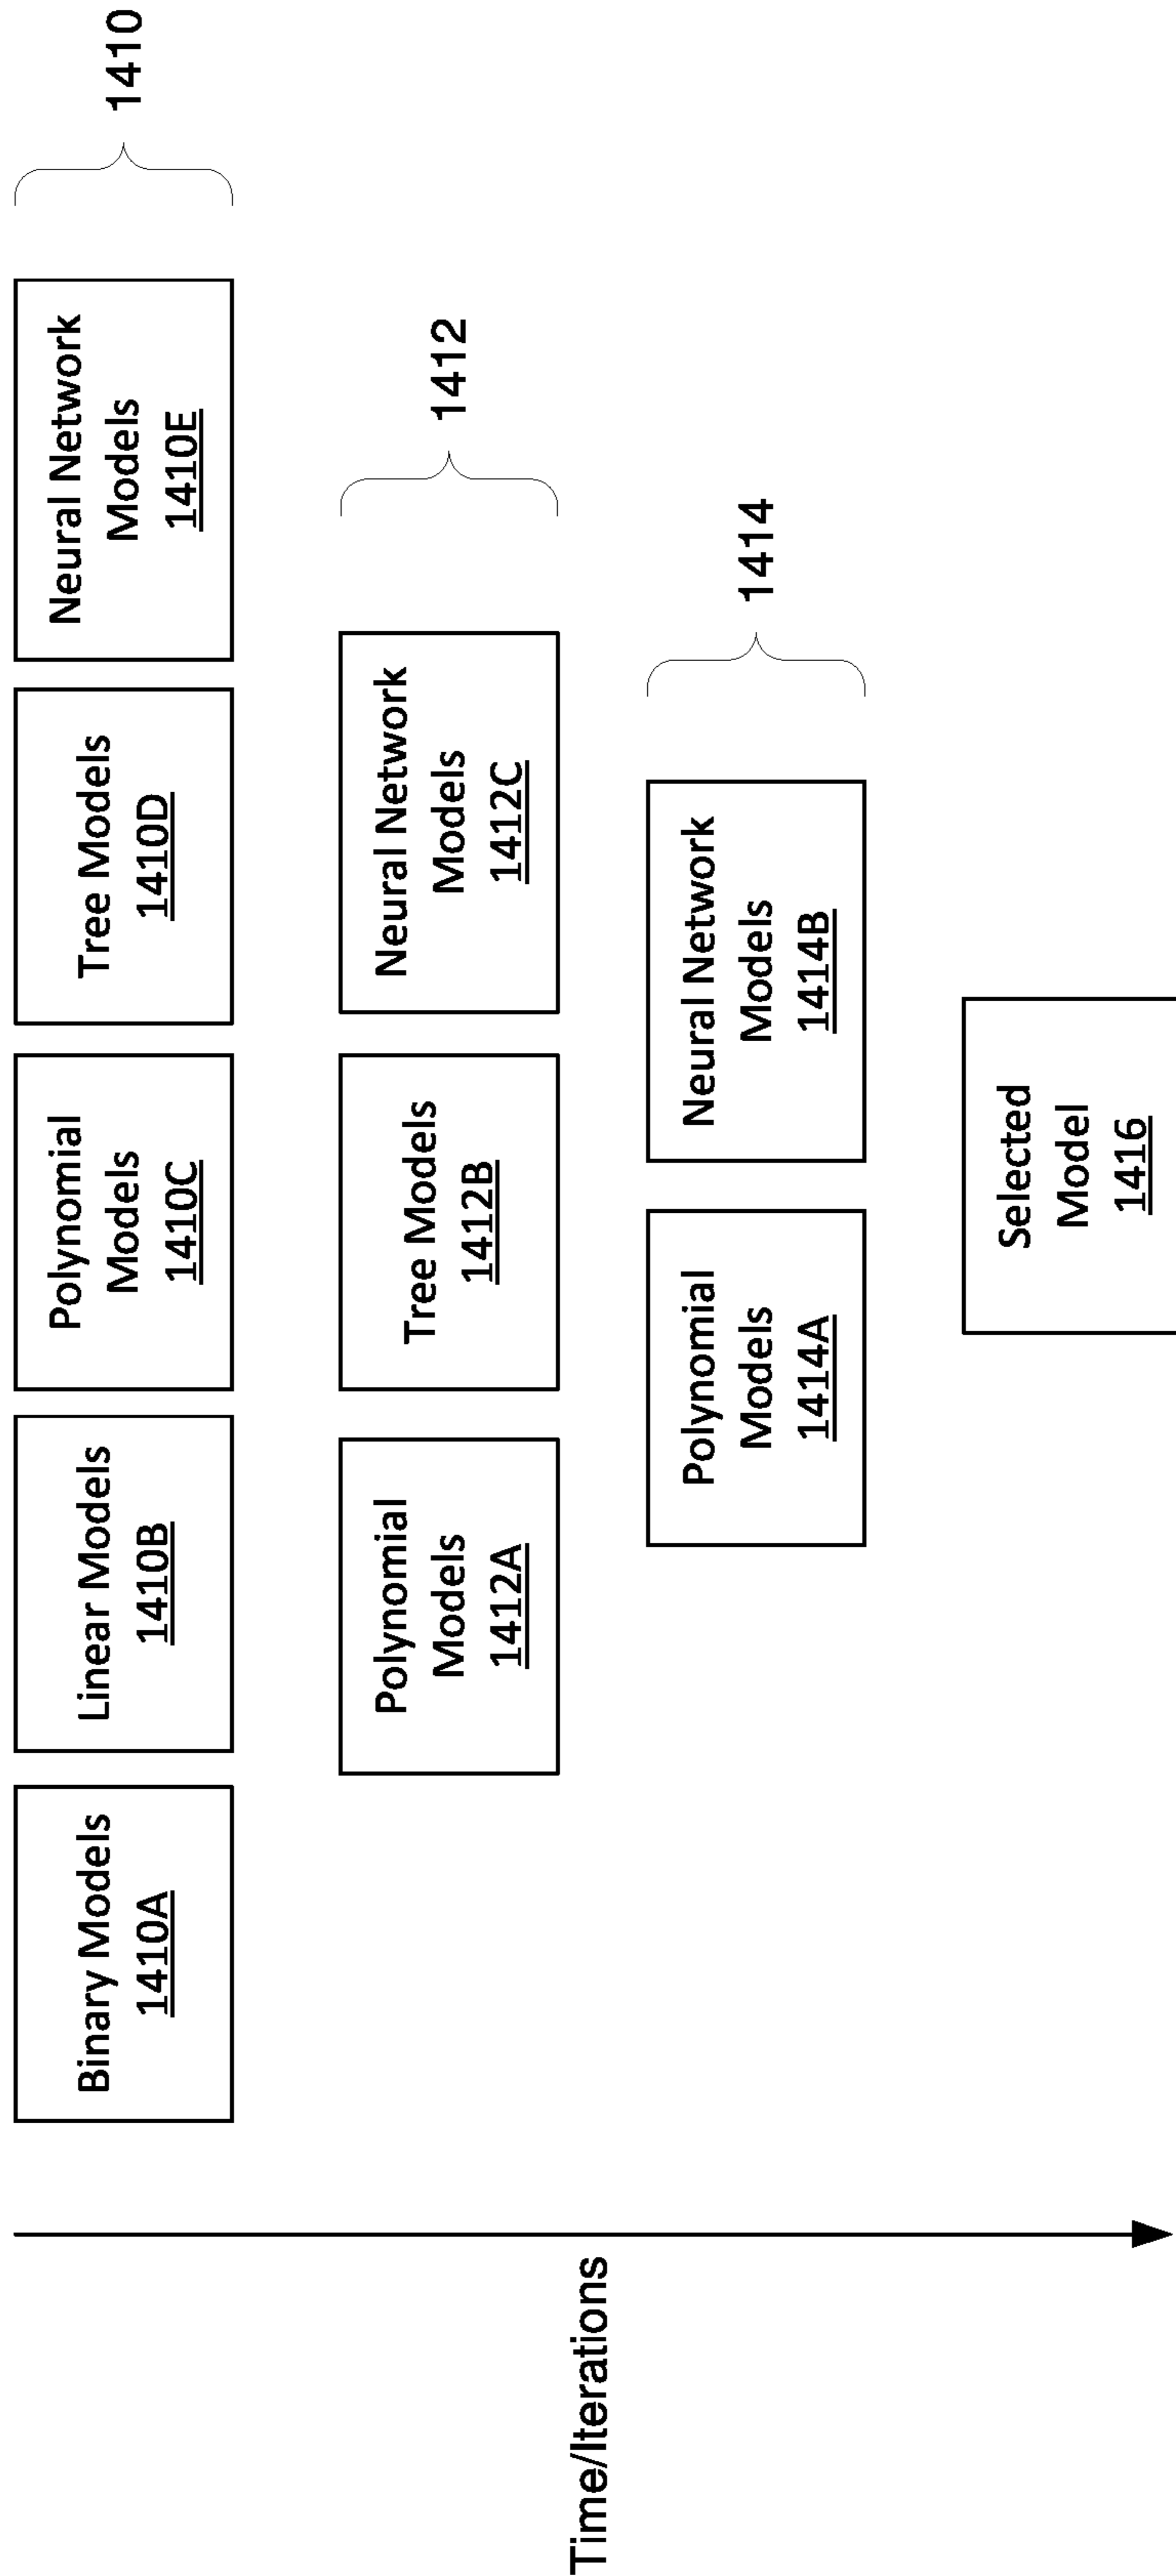 Time/Iterations
Binary Models
1410A
Linear Models
1410B
Polynomial
Models
1410C
Tree Models
1410D
Neural Network
Models
1410E
1410
Polynomial
Models
1412A
Tree Models
1412B
Neural Network
Models
1412C
1412
Polynomial
Models
1414A
Neural Network
Models
1414B
1414
Selected
Model
1416